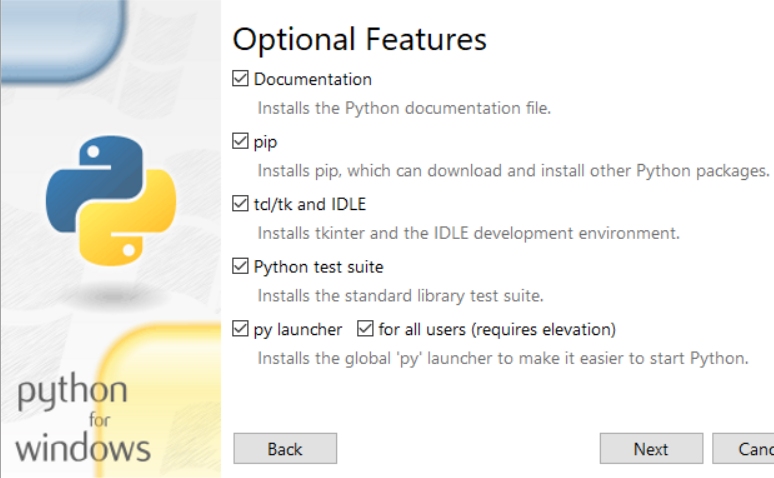 Optional Features
Documentation
Installs the Python documentation file.
pip
Installs pip, which can download and install other Python packages.
tcl/tk and IDLE
Installs tkinter and the IDLE development environment.
Python test suite
Installs the standard library test suite.
py launcher for all users (requires elevation)
Installs the global 'py' launcher to make it easier to start Python.
python
for
windows
Back Next